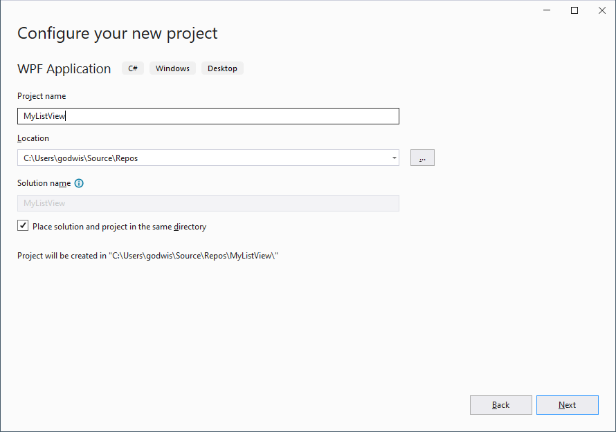 Configure your new project
WPF Application C# Windows Desktop
Project name
MyListView
Location
C:\Users\godwis\Source\Repos
...
Solution name
MyListView
Place solution and project in the same directory
Project will be created in "C:\Users\godwis\Source\Repos\MyListView\"
Back Next